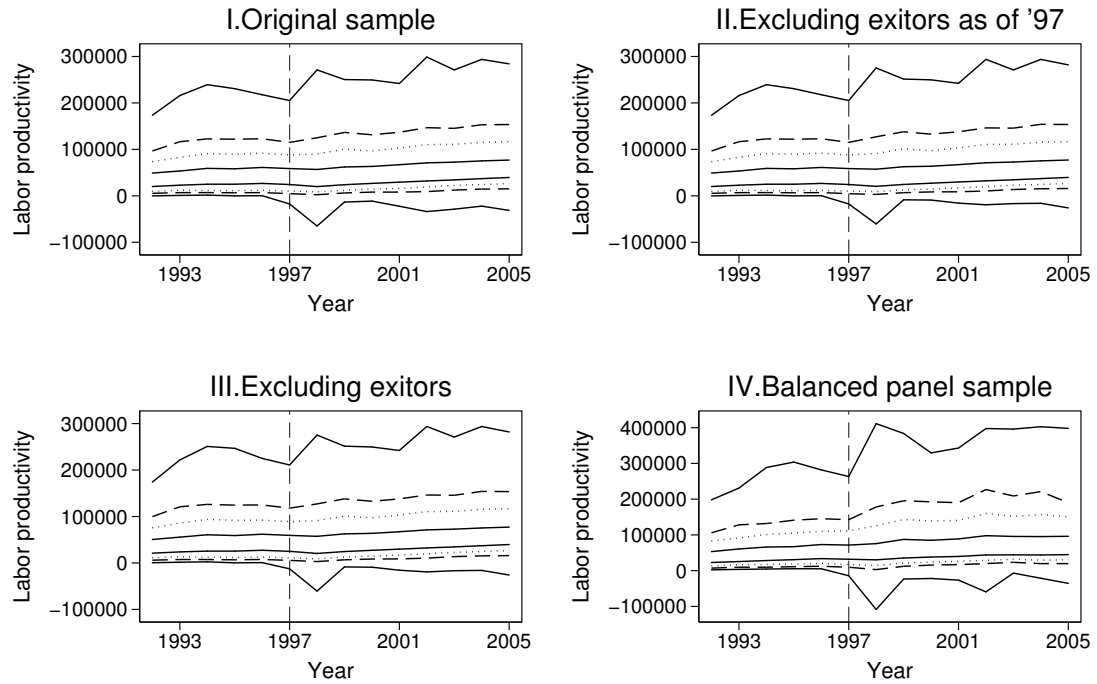 I.Original sample
Labor productivity
300000
200000
100000
0
−100000
1993 1997 2001 2005
Year
II.Excluding exitors as of ’97
Labor productivity
300000
200000
100000
0
−100000
1993 1997 2001 2005
Year
III.Excluding exitors
Labor productivity
300000
200000
100000
0
−100000
1993 1997 2001 2005
Year
IV.Balanced panel sample
Labor productivity
400000
300000
200000
100000
0
−100000
1993 1997 2001 2005
Year